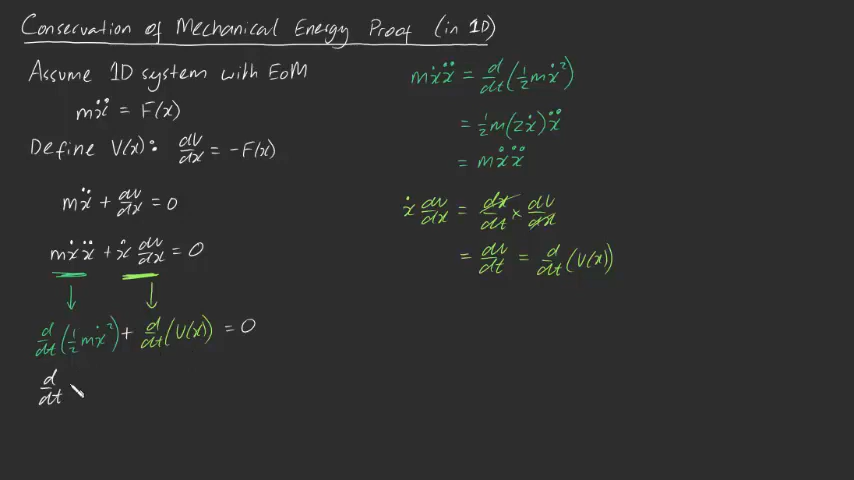 Conservation of Mechanical Energy Proof (in 1D)
Assume 1D system with EoM
mẍ = F(x)
Define V(x): dV/dx = -F(x)
mẍ + dV/dx = 0
mẋẍ + ẋ dV/dx = 0
d/dt(½mẋ²) + d/dt(V(x)) = 0
d/dt
mẋẍ = d/dt(½mẋ²)
= ½m(2ẋ)ẍ
= mẋẍ
ẋ dV/dx = dx/dt × dV/dx
= dV/dt = d/dt(V(x))